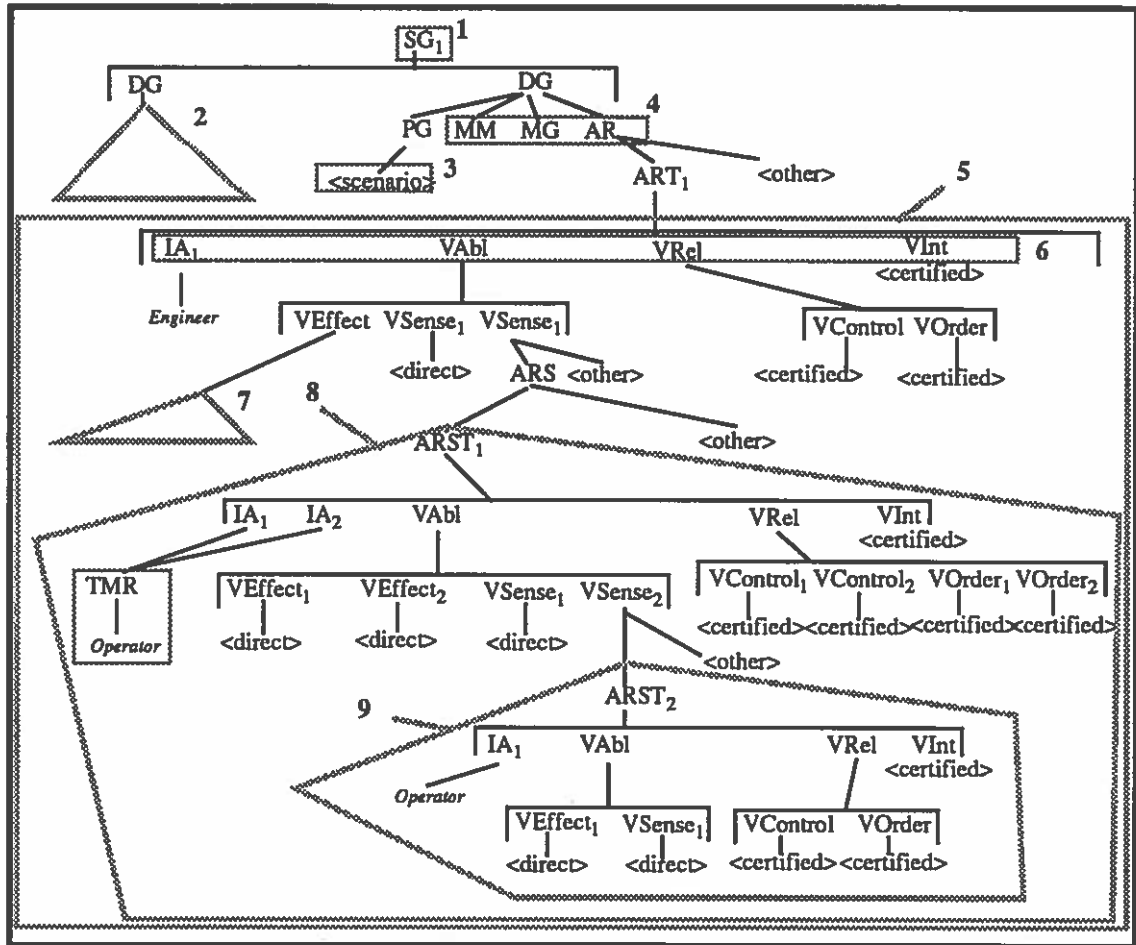 SG1 1
DG DG
2 4
PG MM MG AR
<scenario> 3 ART1 <other>
5
IA1 VAbl VRel VInt 6
<certified>
Engineer
VEffect VSense1 VSense1 VControl VOrder
<direct> ARS <other> <certified> <certified>
7 8
ARST1 <other>
IA1 IA2 VAbl VRel VInt
<certified>
TMR VEffect1 VEffect2 VSense1 VSense2 VControl1 VControl2 VOrder1 VOrder2
Operator <direct> <direct> <direct> <certified> <certified> <certified> <certified>
<other>
ARST2
9
IA1 VAbl VRel VInt
<certified>
Operator
VEffect1 VSense1 VControl VOrder
<direct> <direct> <certified> <certified>